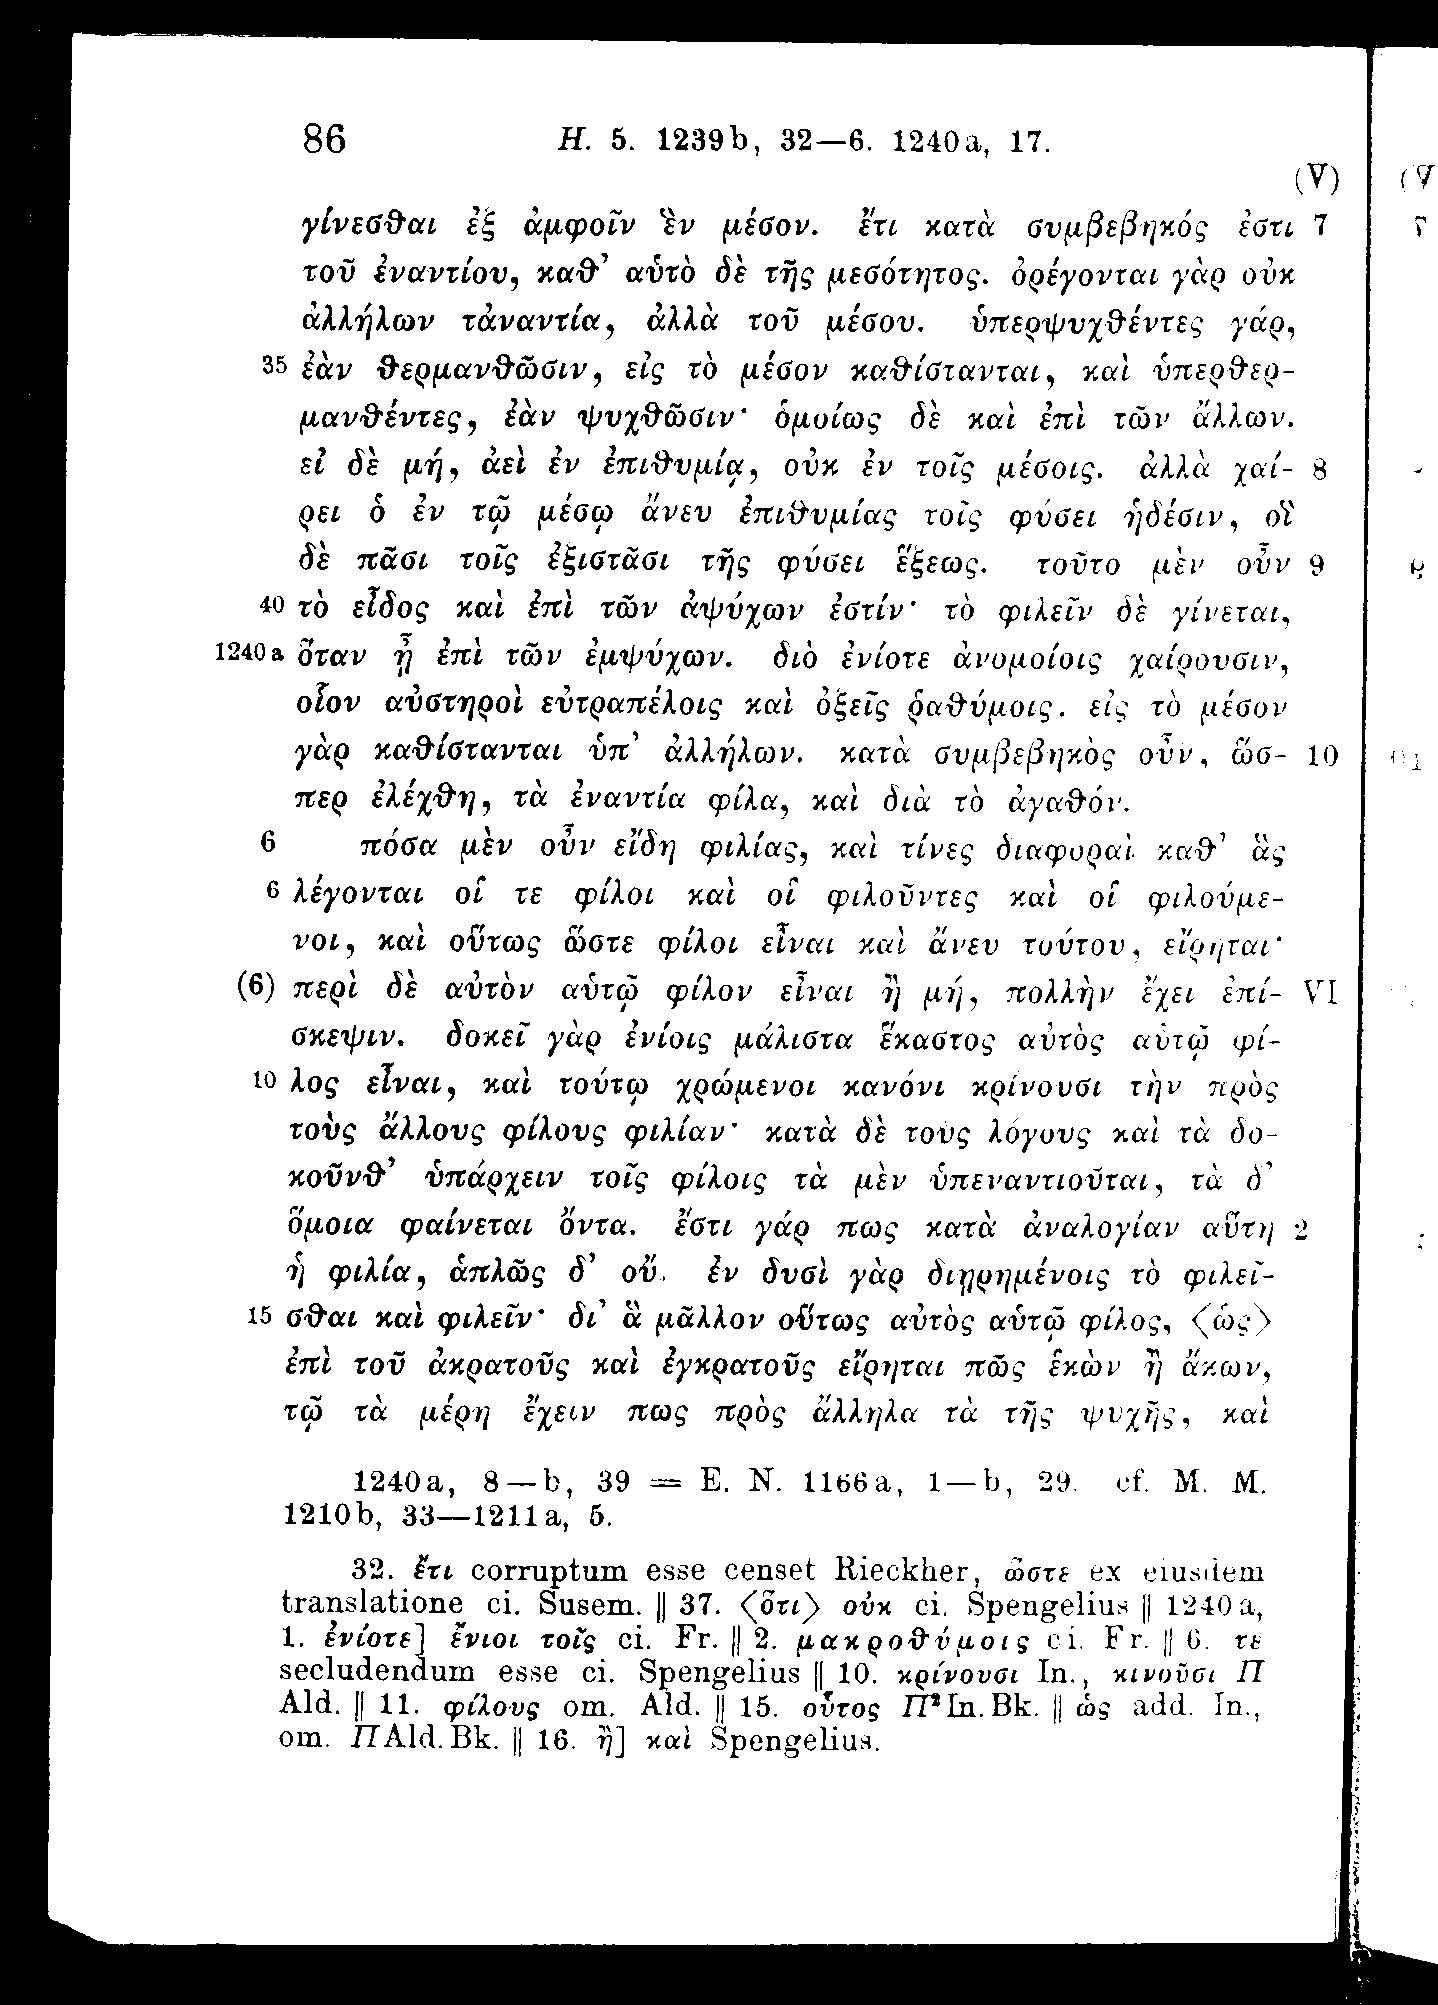 86 H. 5. 1239b, 32—6. 1240a, 17.
(V)
γίνεσθαι ἐξ ἀμφοῖν ἓν μέσον. ἔτι κατὰ συμβεβηκός ἐστι 7
τοῦ ἐναντίου, καθ’ αὑτὸ δὲ τῆς μεσότητος. ὀρέγονται γὰρ οὐκ
ἀλλήλων τἀναντία, ἀλλὰ τοῦ μέσου. ὑπερψυχθέντες γάρ,
35 ἐὰν θερμανθῶσιν, εἰς τὸ μέσον καθίστανται, καὶ ὑπερθερ-
μανθέντες, ἐὰν ψυχθῶσιν· ὁμοίως δὲ καὶ ἐπὶ τῶν ἄλλων.
εἰ δὲ μή, ἀεὶ ἐν ἐπιθυμίᾳ, οὐκ ἐν τοῖς μέσοις. ἀλλὰ χαί- 8
ρει ὁ ἐν τῷ μέσῳ ἄνευ ἐπιθυμίας τοῖς φύσει ἡδέσιν, οἳ
δὲ πᾶσι τοῖς ἐξιστᾶσι τῆς φύσει ἕξεως. τοῦτο μὲν οὖν 9
40 τὸ εἶδος καὶ ἐπὶ τῶν ἀψύχων ἐστίν· τὸ φιλεῖν δὲ γίνεται,
1240a ὅταν ᾖ ἐπὶ τῶν ἐμψύχων. διὸ ἐνίοτε ἀνομοίοις χαίρουσιν,
οἷον αὐστηροὶ εὐτραπέλοις καὶ ὀξεῖς ῥαθύμοις. εἰς τὸ μέσον
γὰρ καθίστανται ὑπ’ ἀλλήλων. κατὰ συμβεβηκὸς οὖν, ὥσ- 10
περ ἐλέχθη, τὰ ἐναντία φίλα, καὶ διὰ τὸ ἀγαθόν.
6 πόσα μὲν οὖν εἴδη φιλίας, καὶ τίνες διαφοραὶ καθ’ ἃς
6 λέγονται οἵ τε φίλοι καὶ οἱ φιλοῦντες καὶ οἱ φιλούμε-
νοι, καὶ οὕτως ὥστε φίλοι εἶναι καὶ ἄνευ τούτου, εἴρηται·
(6) περὶ δὲ αὐτὸν αὑτῷ φίλον εἶναι ἢ μή, πολλὴν ἔχει ἐπί- VI
σκεψιν. δοκεῖ γὰρ ἐνίοις μάλιστα ἕκαστος αὐτὸς αὑτῷ φί-
10 λος εἶναι, καὶ τούτῳ χρώμενοι κανόνι κρίνουσι τὴν πρὸς
τοὺς ἄλλους φίλους φιλίαν· κατὰ δὲ τοὺς λόγους καὶ τὰ δο-
κοῦνθ’ ὑπάρχειν τοῖς φίλοις τὰ μὲν ὑπεναντιοῦται, τὰ δ’
ὅμοια φαίνεται ὄντα. ἔστι γάρ πως κατὰ ἀναλογίαν αὕτη 2
ἡ φιλία, ἁπλῶς δ’ οὔ. ἐν δυσὶ γὰρ διῃρημένοις τὸ φιλεῖ-
15 σθαι καὶ φιλεῖν· δι’ ἃ μᾶλλον οὕτως αὐτὸς αὑτῷ φίλος, ⟨ὡς⟩
ἐπὶ τοῦ ἀκρατοῦς καὶ ἐγκρατοῦς εἴρηται πῶς ἑκὼν ἢ ἄκων,
τῷ τὰ μέρη ἔχειν πως πρὸς ἄλληλα τὰ τῆς ψυχῆς, καὶ
1240a, 8—b, 39 = E. N. 1166a, 1—b, 29. cf. M. M.
1210b, 33—1211a, 5.
32. ἔτι corruptum esse censet Rieckher, ὥστε ex eiusdem
translatione ci. Susem. || 37. ⟨ὅτι⟩ οὐκ ci. Spengelius || 1240a,
1. ἐνίοτε] ἔνιοι τοῖς ci. Fr. || 2. μακροθύμοις ci. Fr. || 6. τε
secludendum esse ci. Spengelius || 10. κρίνουσι In., κινοῦσι Π
Ald. || 11. φίλους om. Ald. || 15. οὗτος Π² In. Bk. || ὡς add. In.,
om. Π Ald. Bk. || 16. ἢ] καὶ Spengelius.